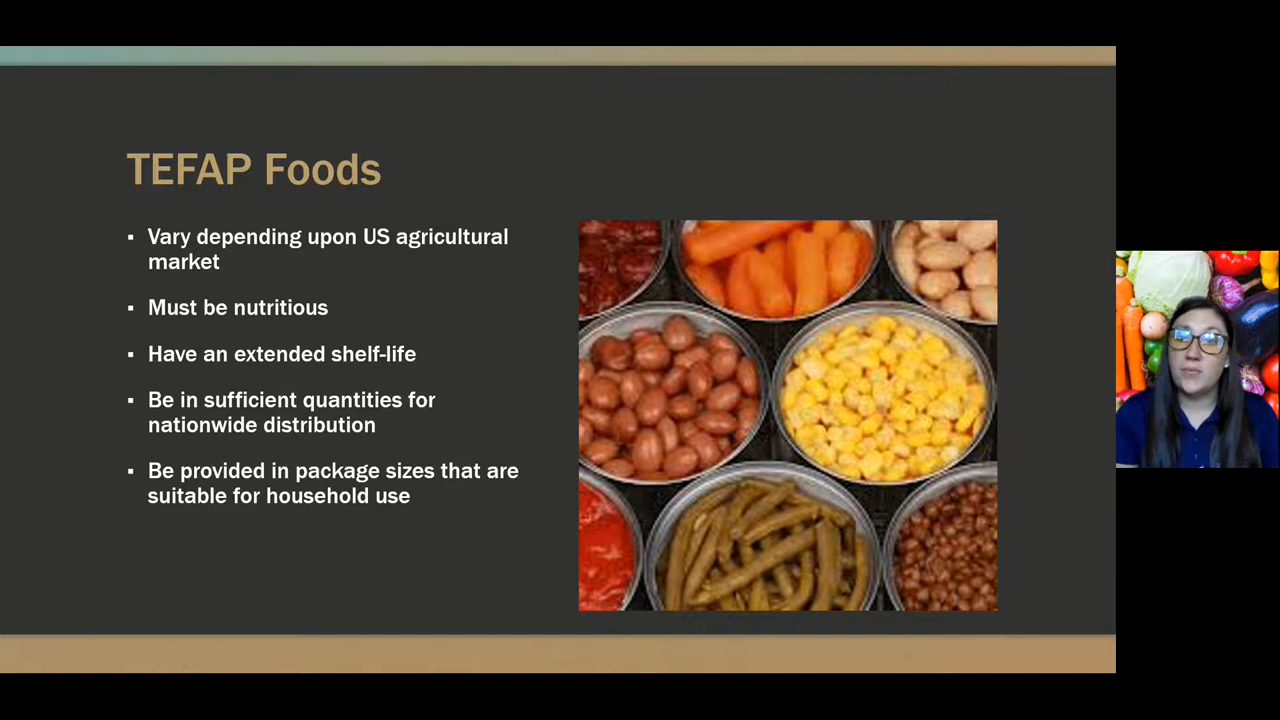 TEFAP Foods
▪ Vary depending upon US agricultural
market
▪ Must be nutritious
▪ Have an extended shelf-life
▪ Be in sufficient quantities for
nationwide distribution
▪ Be provided in package sizes that are
suitable for household use